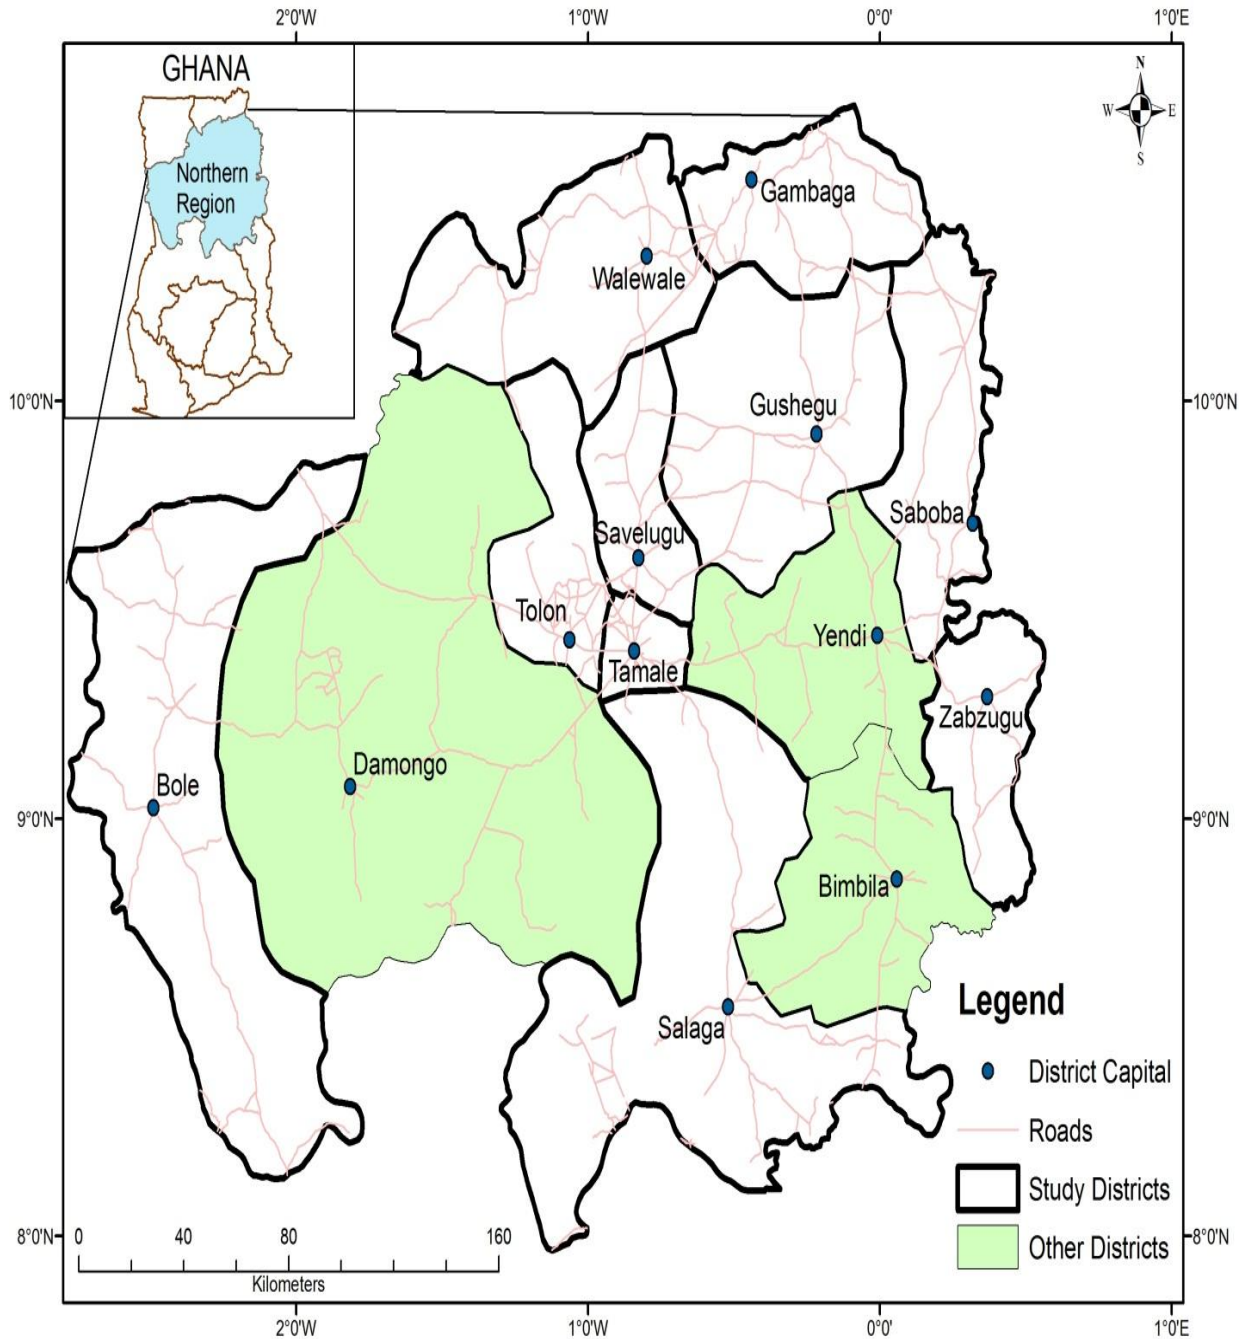 2°0'W 1°0'W 0°0' 1°0'E
GHANA
Northern
Region
N
W E
S
Gambaga
Walewale
10°0'N 10°0'N
Gushegu
Saboba
Savelugu
Tolon
Yendi
Tamale
Zabzugu
Damongo
Bole
9°0'N 9°0'N
Bimbila
Salaga
Legend
District Capital
Roads
Study Districts
Other Districts
8°0'N 8°0'N
0 40 80 160
Kilometers
2°0'W 1°0'W 0°0' 1°0'E